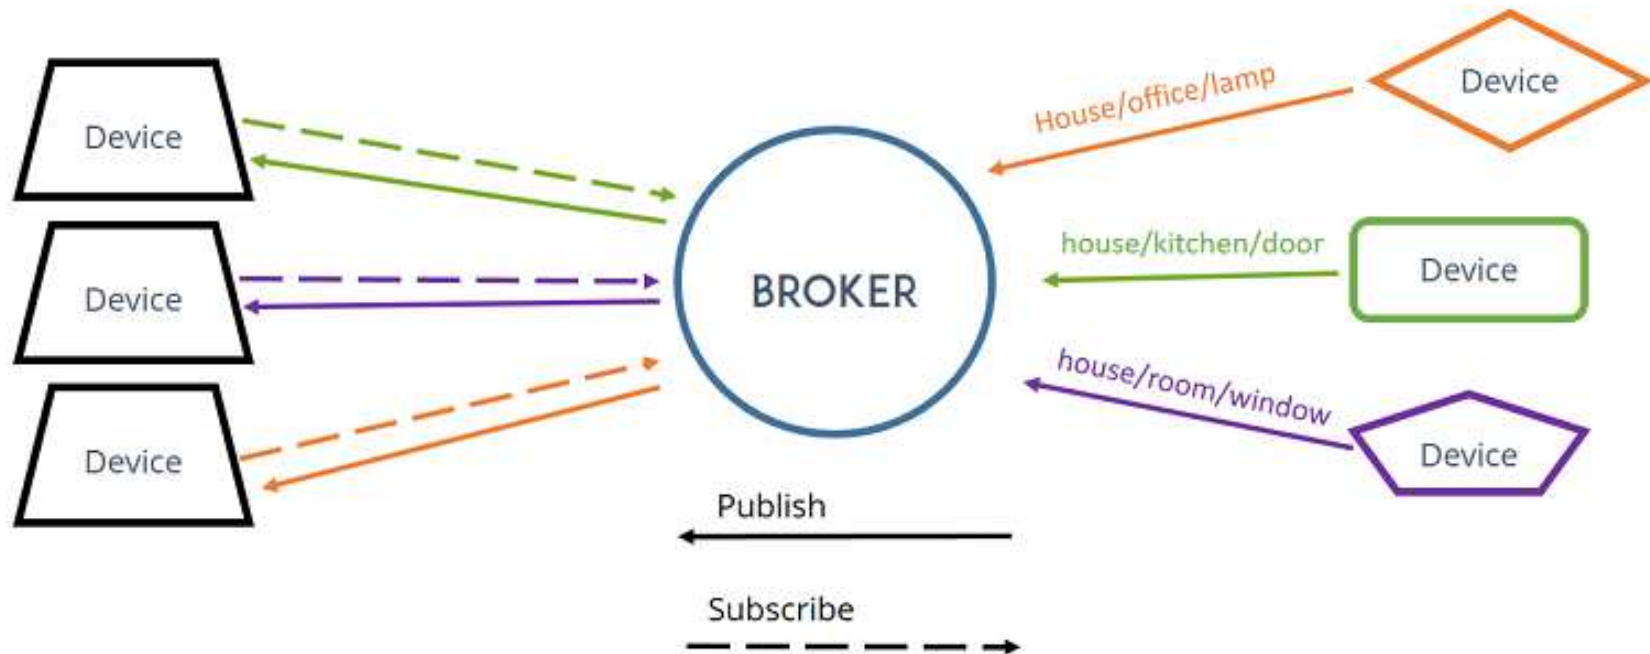 Device
Device
Device
BROKER
House/office/lamp
Device
house/kitchen/door
Device
house/room/window
Device
Publish
Subscribe